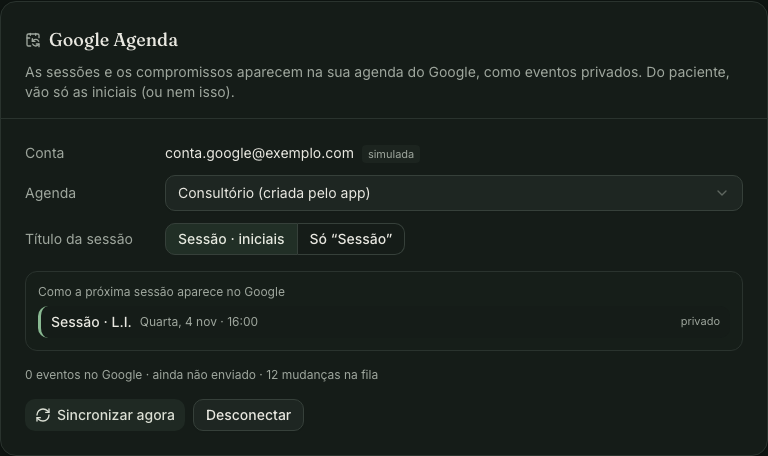 Google Agenda
As sessões e os compromissos aparecem na sua agenda do Google, como eventos privados. Do paciente,
vão só as iniciais (ou nem isso).
Conta conta.google@exemplo.com simulada
Agenda Consultório (criada pelo app)
Título da sessão Sessão · iniciais Só “Sessão”
Como a próxima sessão aparece no Google
Sessão · L.I. Quarta, 4 nov · 16:00 privado
0 eventos no Google · ainda não enviado · 12 mudanças na fila
Sincronizar agora Desconectar